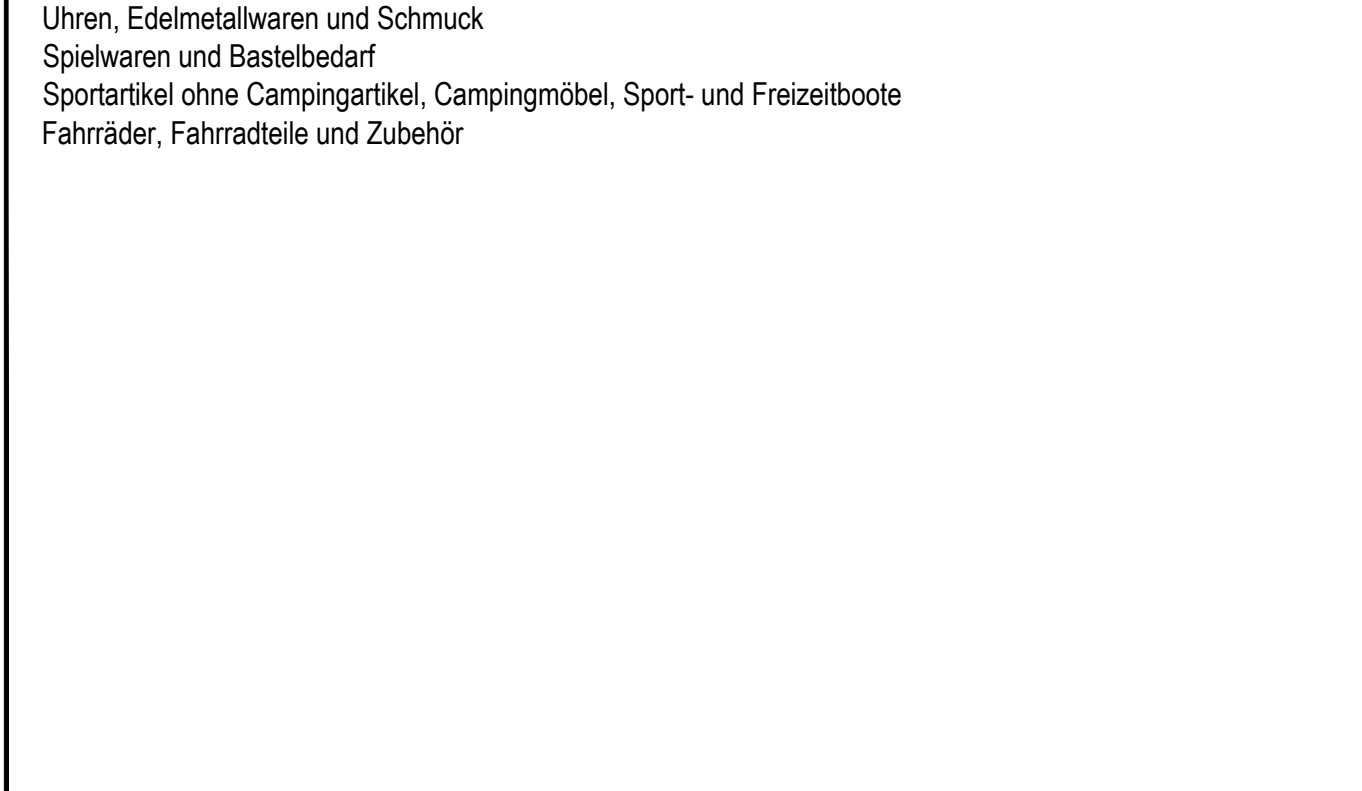 Uhren, Edelmetallwaren und Schmuck
Spielwaren und Bastelbedarf
Sportartikel ohne Campingartikel, Campingmöbel, Sport- und Freizeitboote
Fahrräder, Fahrradteile und Zubehör